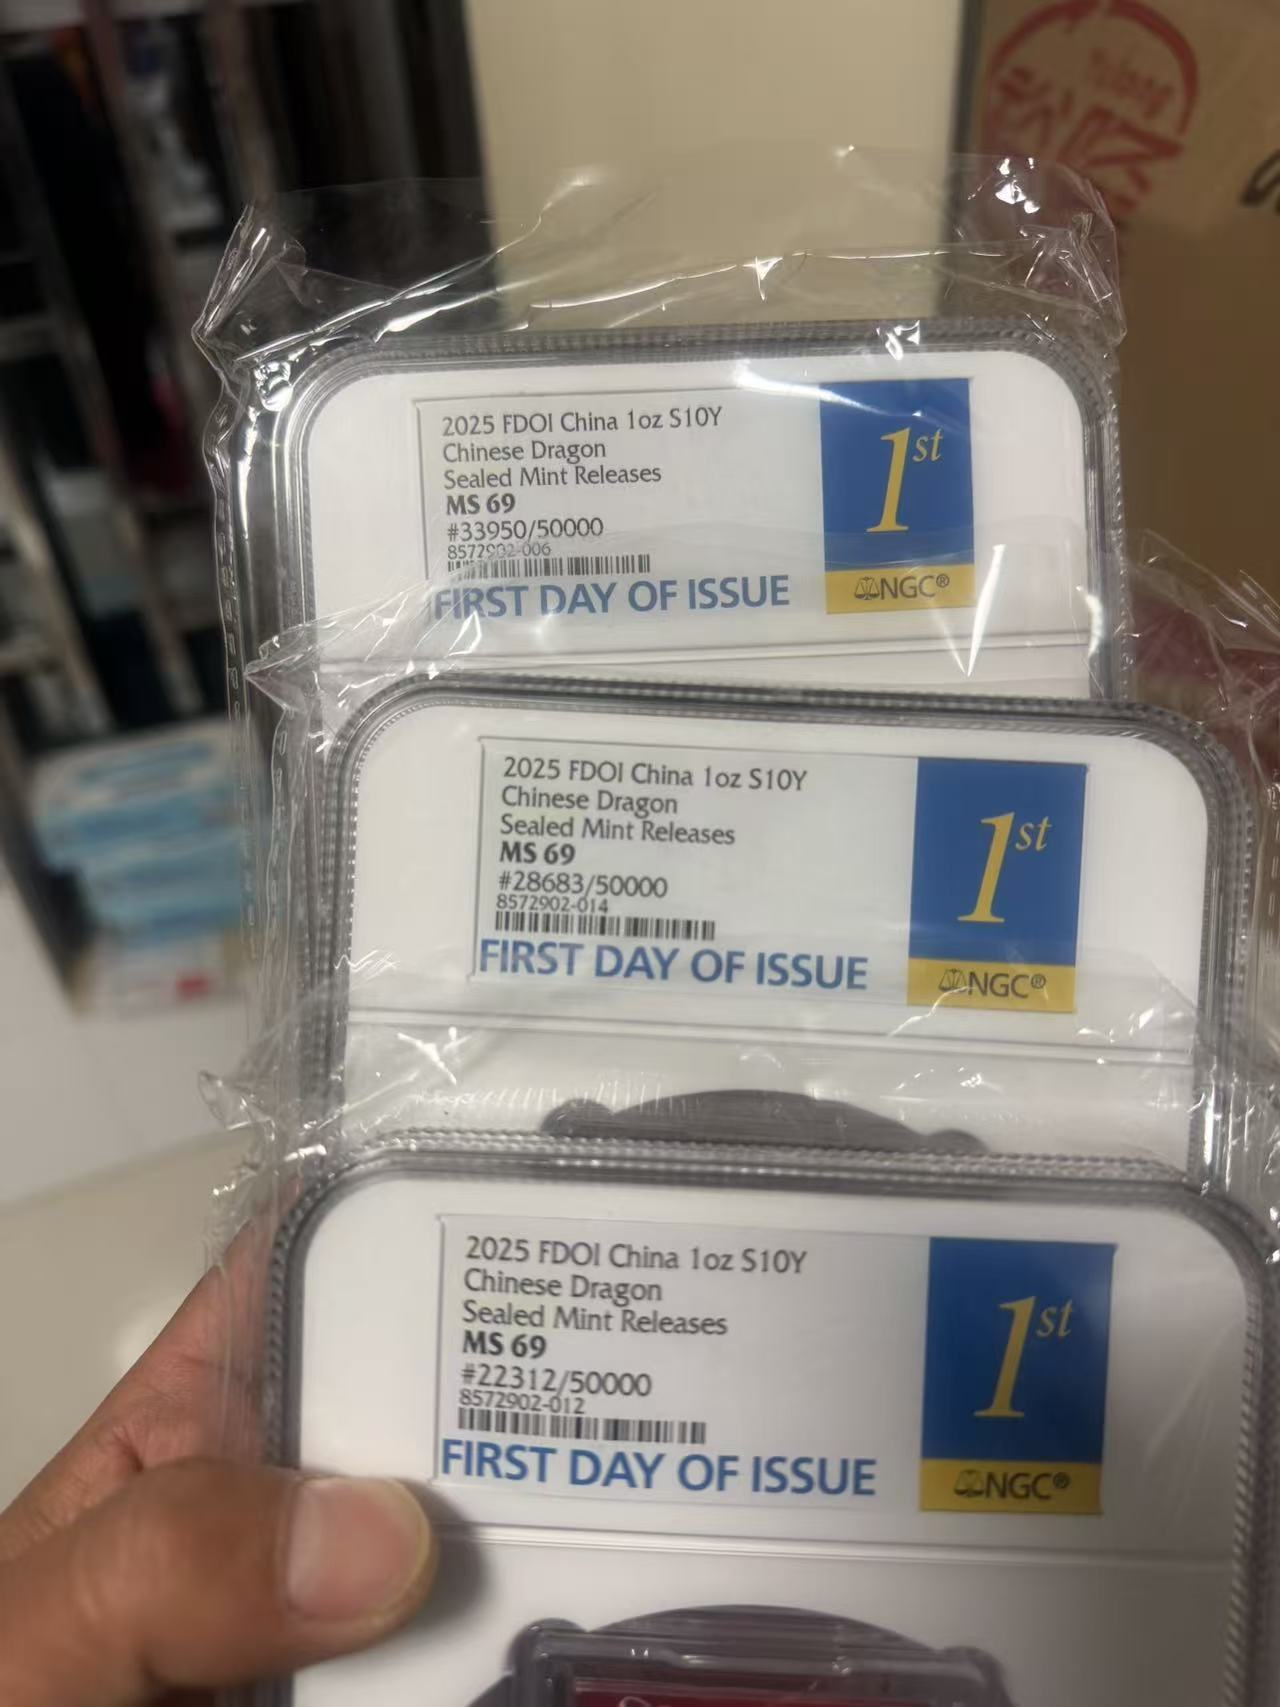 2025 FDOI China 1oz S10Y
Chinese Dragon
Sealed Mint Releases
MS 69
#33950/50000
8572902-006
FIRST DAY OF ISSUE
1st
NGC®
2025 FDOI China 1oz S10Y
Chinese Dragon
Sealed Mint Releases
MS 69
#28683/50000
8572902-014
FIRST DAY OF ISSUE
1st
NGC®
2025 FDOI China 1oz S10Y
Chinese Dragon
Sealed Mint Releases
MS 69
#22312/50000
8572902-012
FIRST DAY OF ISSUE
1st
NGC®